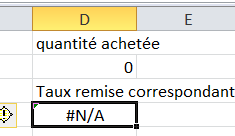 D E
quantité achetée
0
Taux remise correspondant
#N/A